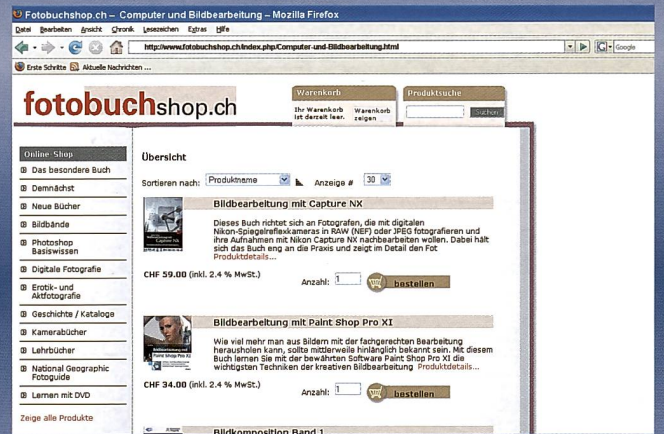 Fotobuchshop.ch – Computer und Bildbearbeitung – Mozilla Firefox
Datei Bearbeiten Ansicht Chronik Lesezeichen Extras Hilfe
http://www.fotobuchshop.ch/index.php/Computer-und-Bildbearbeitung.html
Google
Erste Schritte Aktuelle Nachrichten ...
fotobuchshop.ch
Warenkorb
Ihr Warenkorb
ist derzeit leer.
Warenkorb
zeigen
Produktsuche
Suchen
Online-Shop
Das besondere Buch
Demnächst
Neue Bücher
Bildbände
Photoshop
Basiswissen
Digitale Fotografie
Erotik- und
Aktfotografie
Geschichte / Kataloge
Kamerabücher
Lehrbücher
National Geographic
Fotoguide
Lernen mit DVD
Zeige alle Produkte
Übersicht
Sortieren nach: Produktname Anzeige # 30
Bildbearbeitung mit Capture NX
Dieses Buch richtet sich an Fotografen, die mit digitalen
Nikon-Spiegelreflexkameras in RAW (NEF) oder JPEG fotografieren und
ihre Aufnahmen mit Nikon Capture NX nachbearbeiten wollen. Dabei hält
sich das Buch eng an die Praxis und zeigt im Detail den Fot
Produktdetails...
CHF 59.00 (inkl. 2.4 % MwSt.)
Anzahl: 1 bestellen
Bildbearbeitung mit Paint Shop Pro XI
Wie viel mehr man aus Bildern mit der fachgerechten Bearbeitung
herausholen kann, sollte mittlerweile hinlänglich bekannt sein. Mit diesem
Buch lernen Sie mit der bewährten Software Paint Shop Pro XI die
wichtigsten Techniken der kreativen Bildbearbeitung Produktdetails...
CHF 34.00 (inkl. 2.4 % MwSt.)
Anzahl: 1 bestellen
Bildkomposition Band 1